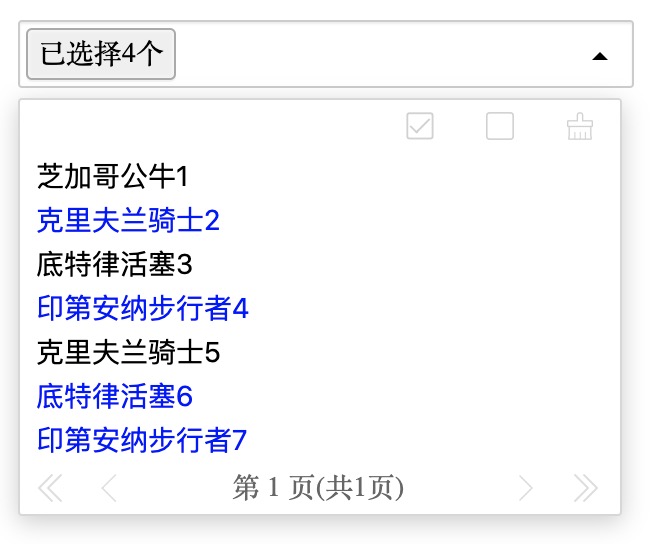 已选择4个
芝加哥公牛1
克里夫兰骑士2
底特律活塞3
印第安纳步行者4
克里夫兰骑士5
底特律活塞6
印第安纳步行者7
第 1 页(共1页)